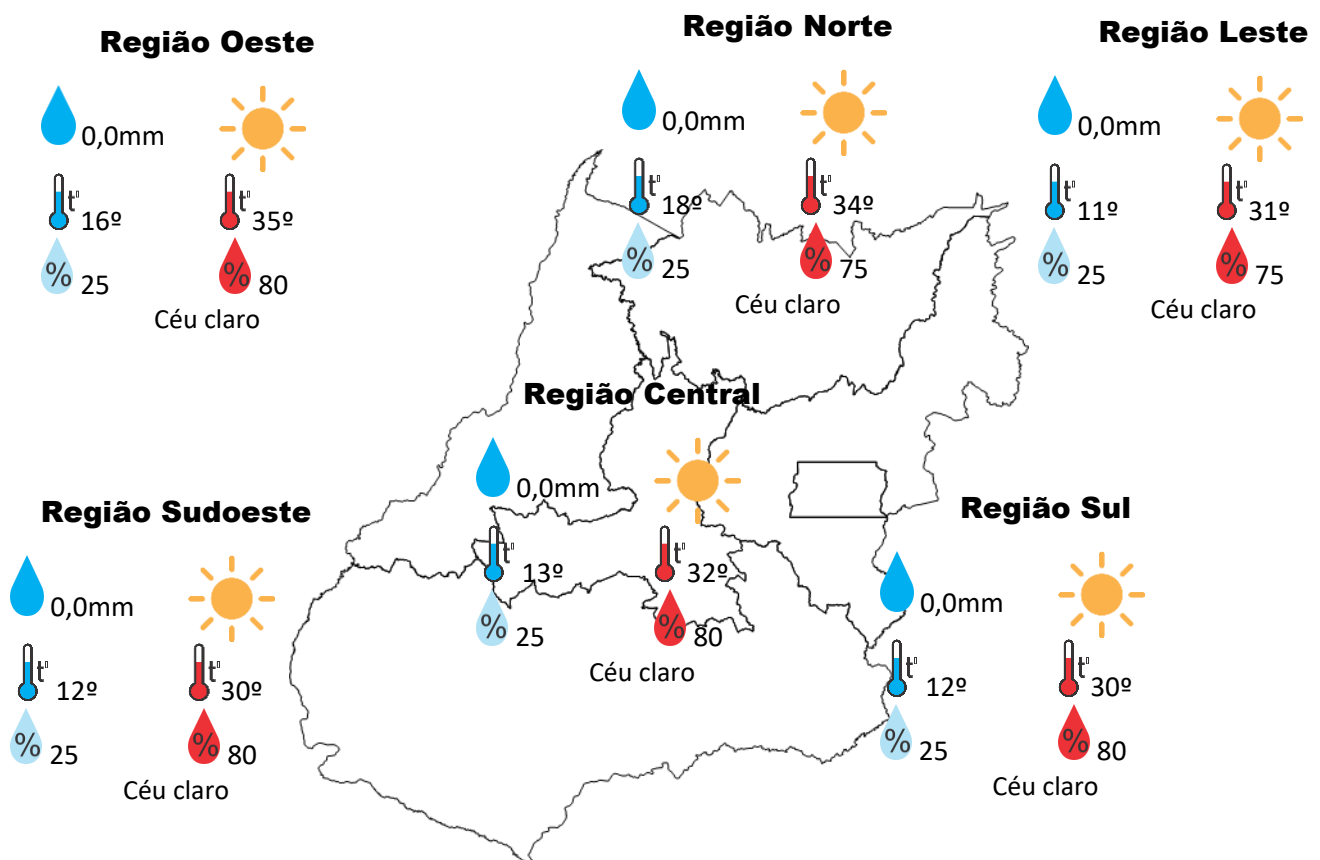 Região Oeste
0,0mm
t°
16º
t°
35º
% 25
% 80
Céu claro
Região Norte
0,0mm
t°
18º
t°
34º
% 25
% 75
Céu claro
Região Leste
0,0mm
t°
11º
t°
31º
% 25
% 75
Céu claro
Região Central
0,0mm
t°
13º
t°
32º
% 25
% 80
Céu claro
Região Sudoeste
0,0mm
t°
12º
t°
30º
% 25
% 80
Céu claro
Região Sul
0,0mm
t°
12º
t°
30º
% 25
% 80
Céu claro